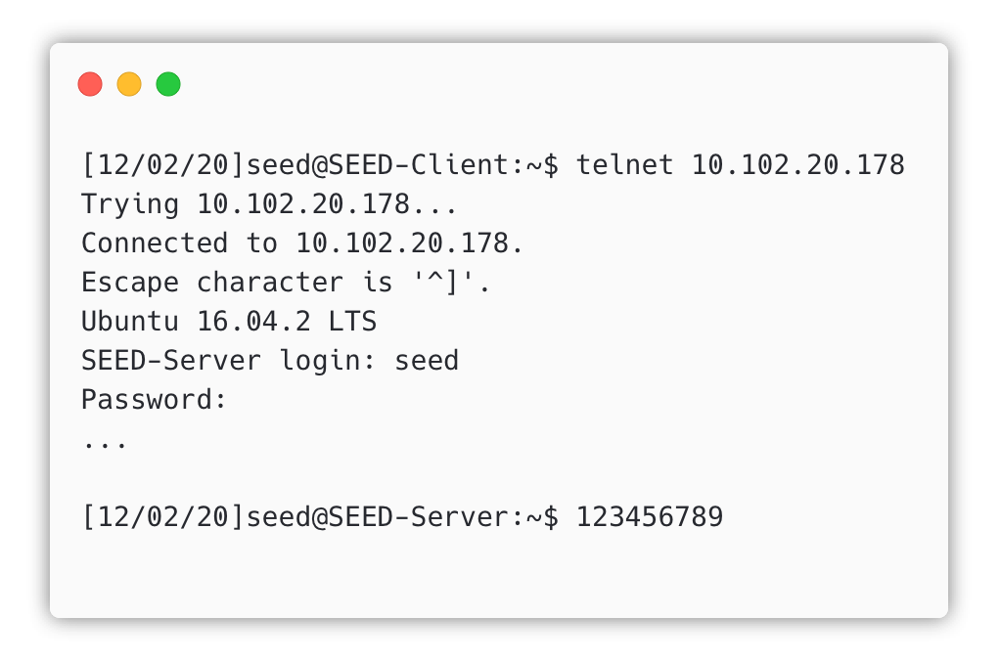 [12/02/20]seed@SEED-Client:~$ telnet 10.102.20.178
Trying 10.102.20.178...
Connected to 10.102.20.178.
Escape character is '^]'.
Ubuntu 16.04.2 LTS
SEED-Server login: seed
Password:
...
[12/02/20]seed@SEED-Server:~$ 123456789